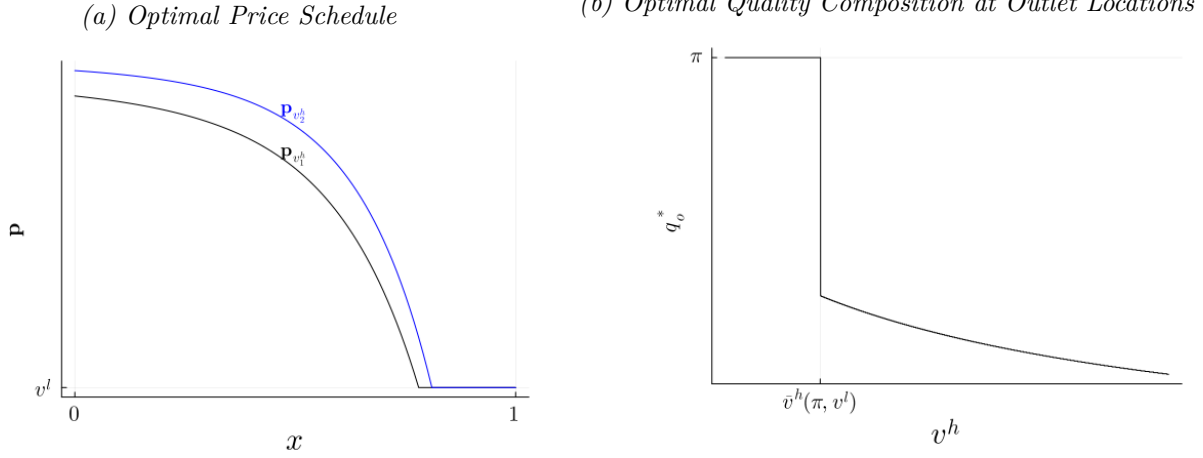 (a) Optimal Price Schedule
(b) Optimal Quality Composition at Outlet Locations
p_{v_2^h}
p_{v_1^h}
p
v^l
0
1
x
π
q_o^*
v̄^h(π, v^l)
v^h